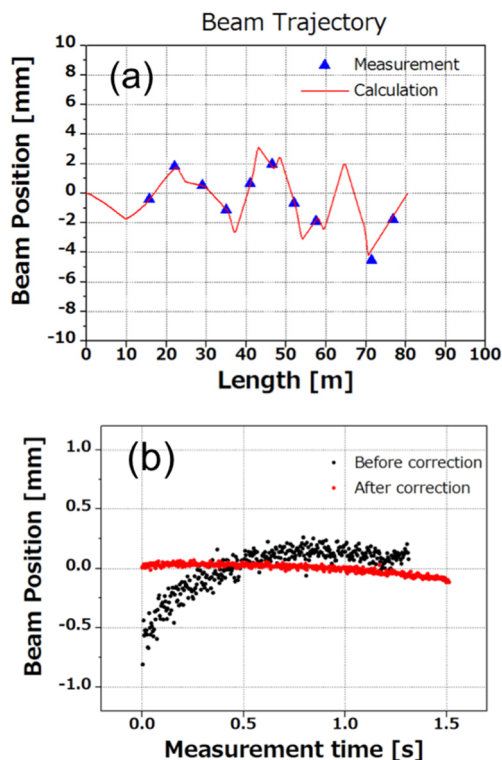 Beam Trajectory
(a)
Measurement
Calculation
Beam Position [mm]
10
8
6
4
2
0
-2
-4
-6
-8
-10
0 10 20 30 40 50 60 70 80 90 100
Length [m]
(b)
Before correction
After correction
Beam Position [mm]
1.0
0.5
0.0
-0.5
-1.0
0.0 0.5 1.0 1.5
Measurement time [s]